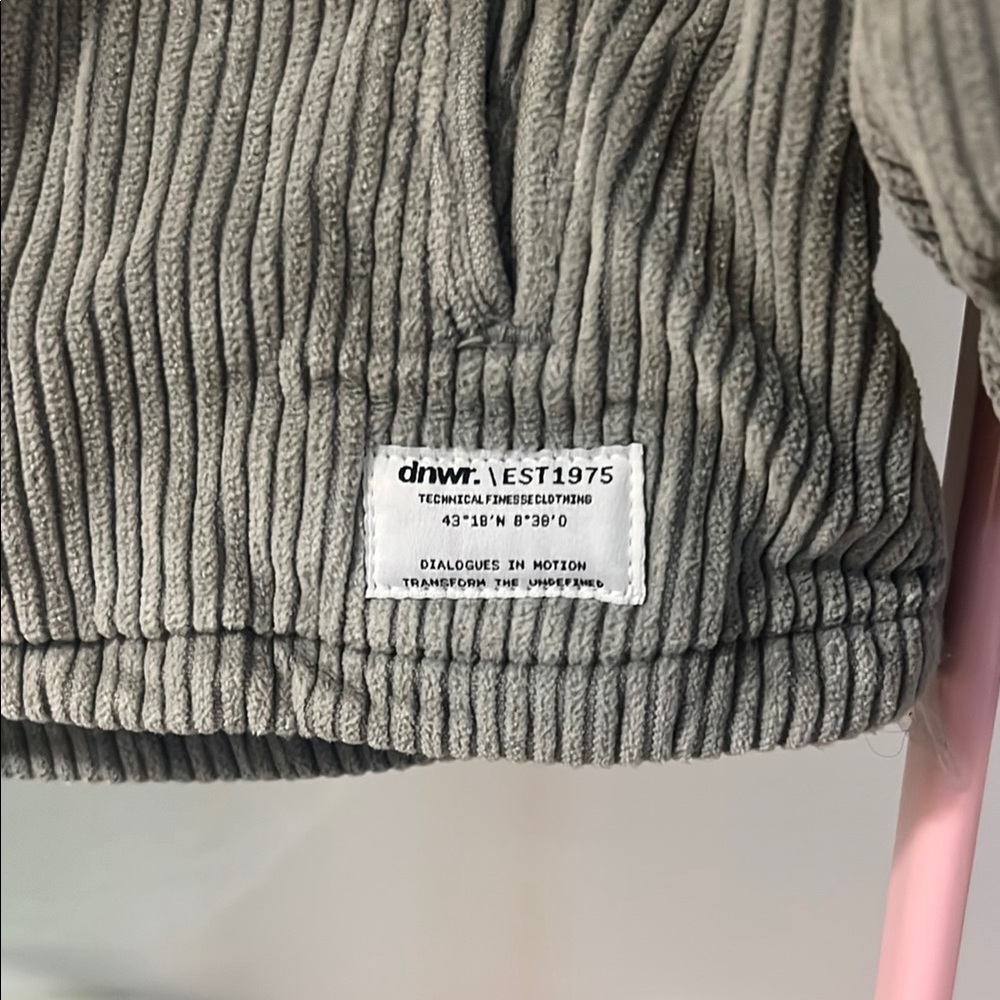 dnwr. \EST1975
TECHNICALFINESSECLOTHING
43°18'N 8°30'O
DIALOGUES IN MOTION
TRANSFORM THE UNDEFINED